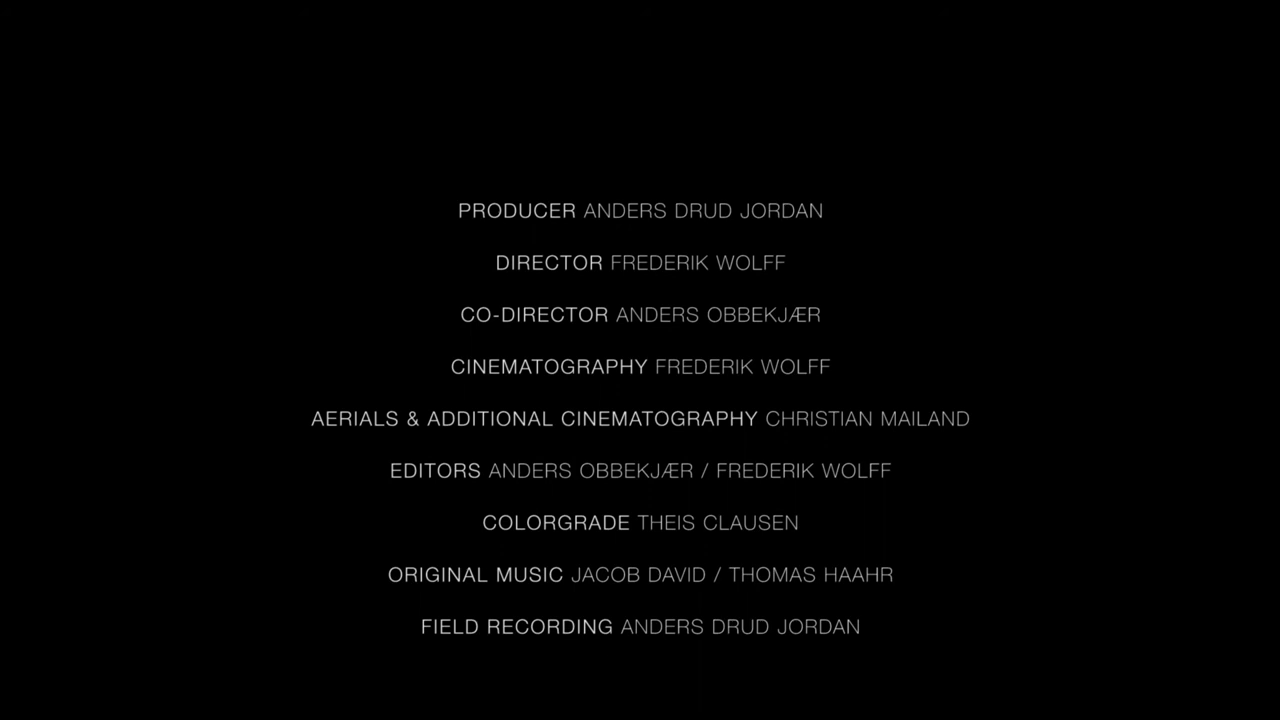 PRODUCER ANDERS DRUD JORDAN
DIRECTOR FREDERIK WOLFF
CO-DIRECTOR ANDERS OBBEKJÆR
CINEMATOGRAPHY FREDERIK WOLFF
AERIALS & ADDITIONAL CINEMATOGRAPHY CHRISTIAN MAILAND
EDITORS ANDERS OBBEKJÆR / FREDERIK WOLFF
COLORGRADE THEIS CLAUSEN
ORIGINAL MUSIC JACOB DAVID / THOMAS HAAHR
FIELD RECORDING ANDERS DRUD JORDAN